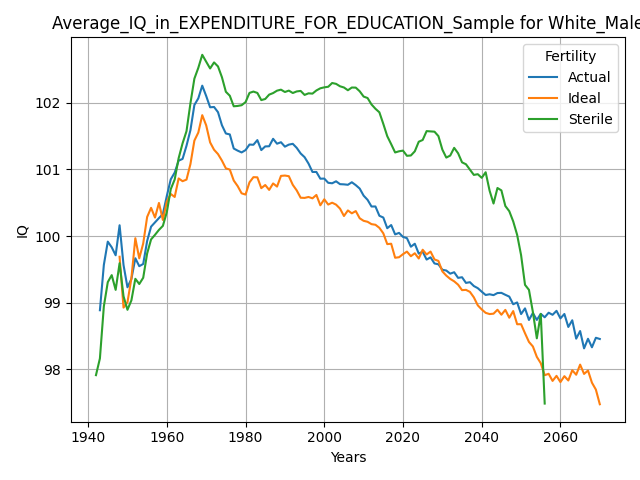 Average_IQ_in_EXPENDITURE_FOR_EDUCATION_Sample for White_Male
Fertility
Actual
Ideal
Sterile
IQ
102
101
100
99
98
1940
1960
1980
2000
2020
2040
2060
Years